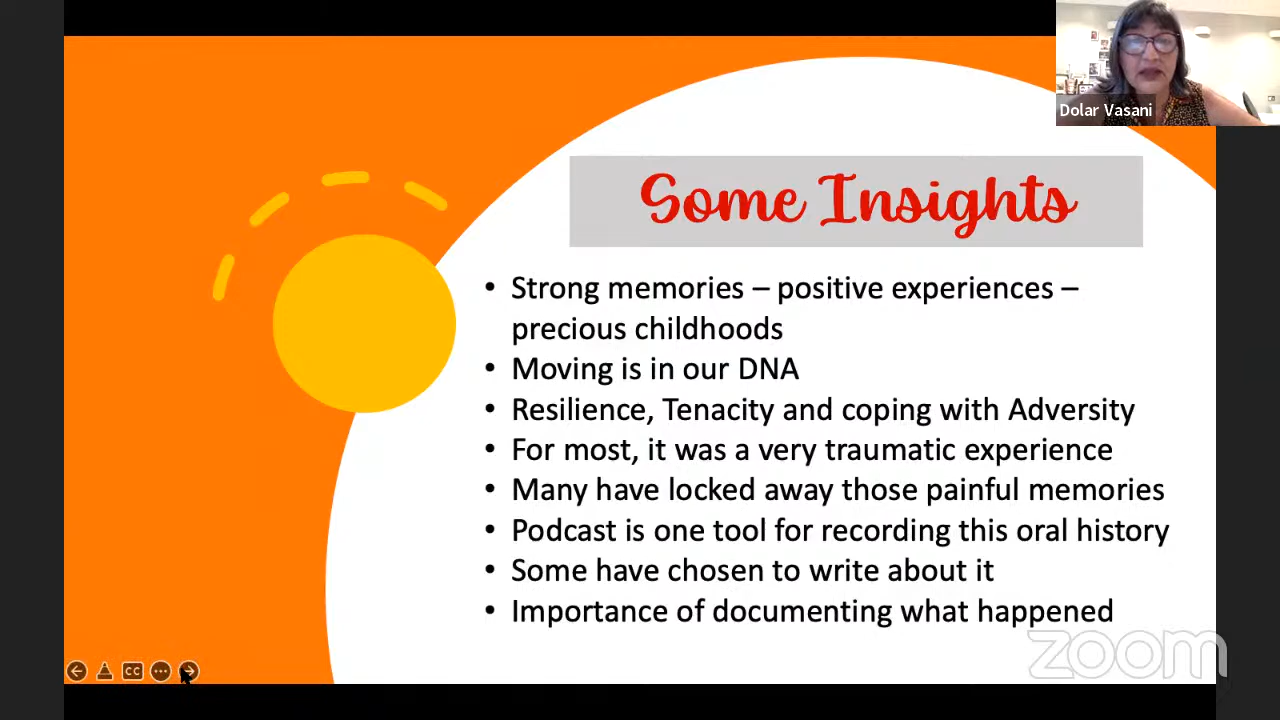 Dolar Vasani
Some Insights
• Strong memories – positive experiences –
precious childhoods
• Moving is in our DNA
• Resilience, Tenacity and coping with Adversity
• For most, it was a very traumatic experience
• Many have locked away those painful memories
• Podcast is one tool for recording this oral history
• Some have chosen to write about it
• Importance of documenting what happened
zoom
CC